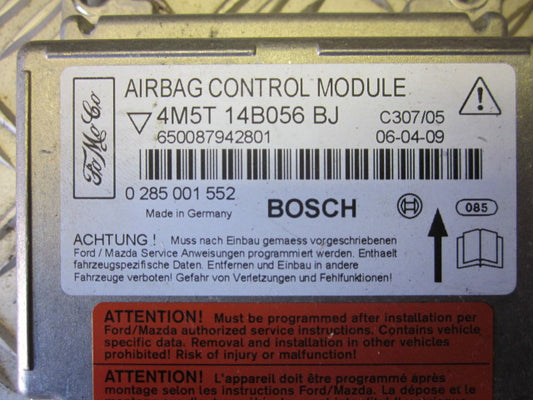 FoMoCo
AIRBAG CONTROL MODULE
4M5T 14B056 BJ C307/05
650087942801 06-04-09
0 285 001 552
Made in Germany BOSCH 085
ACHTUNG ! Muss nach Einbau gemaess vorgeschriebenen
Ford / Mazda Service Anweisungen programmiert werden. Enthaelt
fahrzeugspezifische Daten. Entfernen und Einbau in andere
Fahrzeuge verboten! Gefahr von Verletzungen und Fehlfunktionen!
ATTENTION! Must be programmed after installation per
Ford/Mazda authorized service instructions. Contains vehicle
specific data. Removal and installation in other vehicles
prohibited! Risk of injury or malfunction!
ATTENTION! L'appareil doit être programmé après
montage selon les instructions Ford/Mazda. La dépose et le